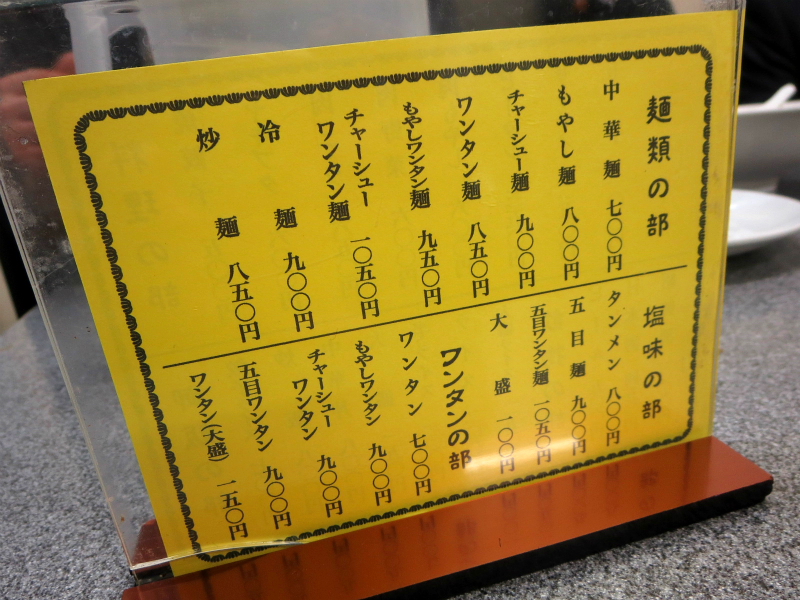 麺類の部
中華麺 七〇〇円
もやし麺 八〇〇円
チャーシュー麺 九〇〇円
ワンタン麺 八五〇円
もやしワンタン麺 九五〇円
チャーシュー
ワンタン麺 一〇五〇円
冷麺 九〇〇円
炒麺 八五〇円
塩味の部
タンメン 八〇〇円
五目麺 九〇〇円
五目ワンタン麺 一〇五〇円
大盛 一〇〇円
ワンタンの部
ワンタン 七〇〇円
もやしワンタン 九〇〇円
チャーシュー
ワンタン 九〇〇円
五目ワンタン 九〇〇円
ワンタン(大盛) 一五〇円